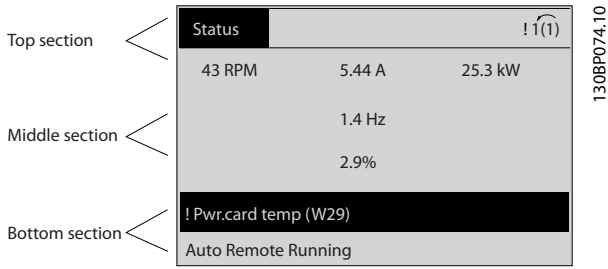 Top section
Status
! 1(1)
43 RPM 5.44 A 25.3 kW
Middle section
1.4 Hz
2.9%
Bottom section
! Pwr.card temp (W29)
Auto Remote Running
130BP074.10